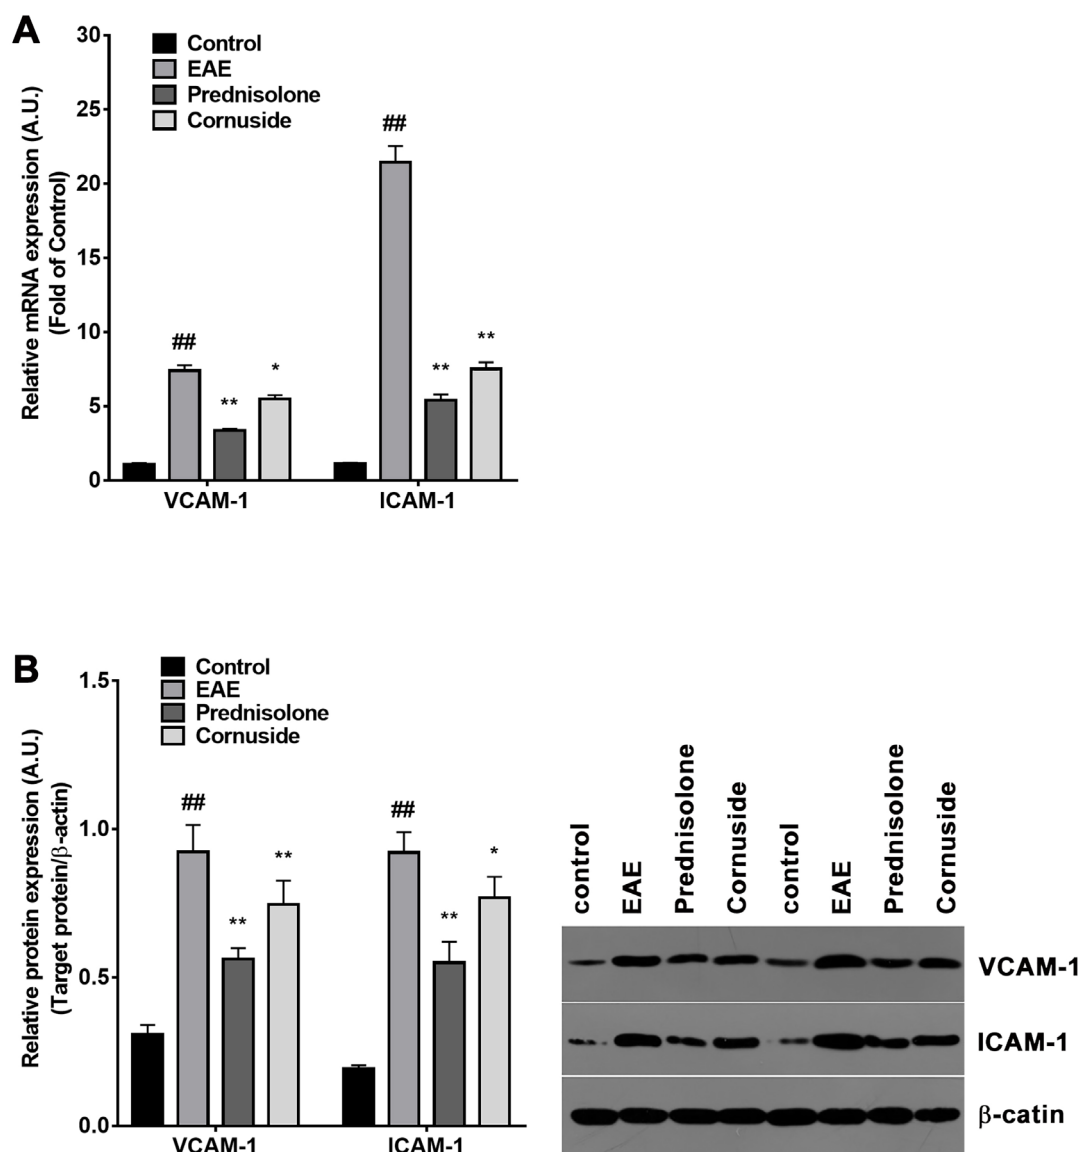 A
30
25
20
15
10
5
0
Relative mRNA expression (A.U.)
(Fold of Control)
Control
EAE
Prednisolone
Cornuside
##
**
*
##
**
**
VCAM-1
ICAM-1
B
1.5
1.0
0.5
0.0
Relative protein expression (A.U.)
(Target protein/β-actin)
Control
EAE
Prednisolone
Cornuside
##
**
**
##
**
*
VCAM-1
ICAM-1
control
EAE
Prednisolone
Cornuside
control
EAE
Prednisolone
Cornuside
VCAM-1
ICAM-1
β-catin